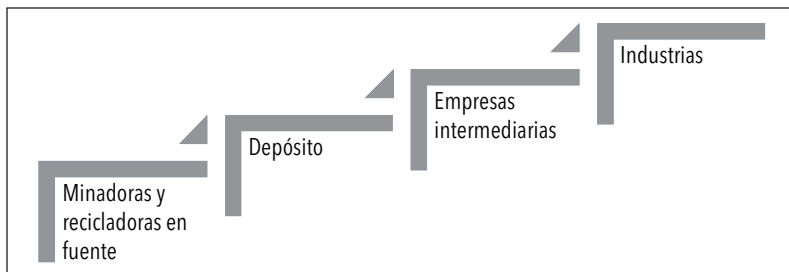 Minadoras y
recicladoras en
fuente
Depósito
Empresas
intermediarias
Industrias